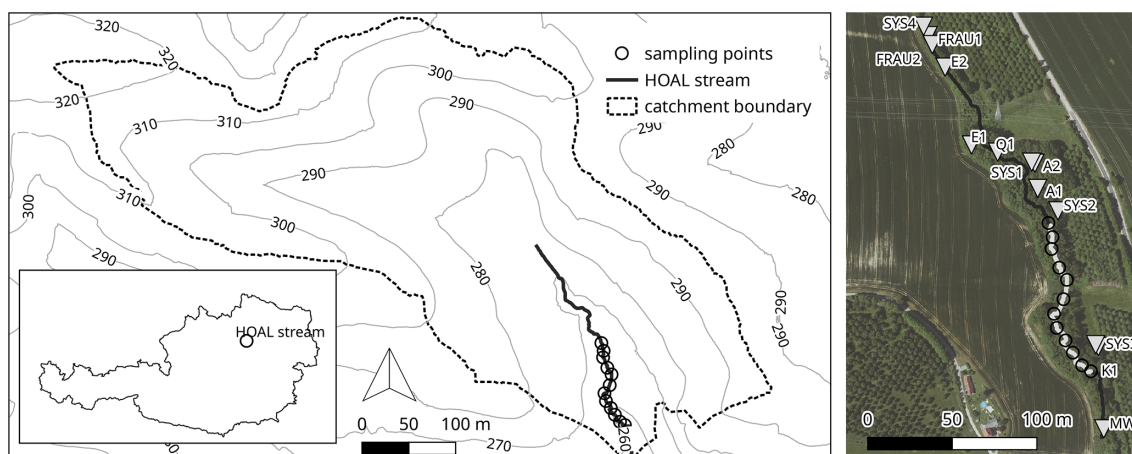 320
320
320
300
290
310
310
290
280
290
310
290
280
300
300
290
280
290
290
290
270
260
sampling points
HOAL stream
catchment boundary
HOAL stream
0 50 100 m
SYS4
FRAU1
FRAU2
E2
E1
Q1
A2
SYS1
A1
SYS2
K1
0 50 100 m